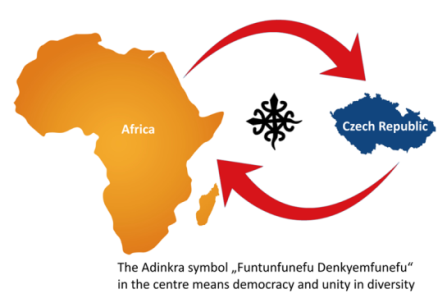 Africa
Czech Republic
The Adinkra symbol „Funtunfunefu Denkyemfunefu“
in the centre means democracy and unity in diversity